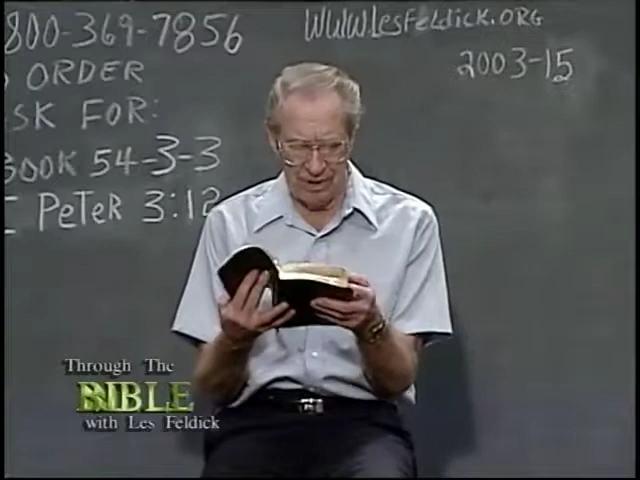 800-369-7856
WWW.LesFeldick.ORG
2003-15
ORDER
SK FOR:
BOOK 54-3-3
I PeTeR 3:12
Through The
BIBLE
with Les Feldick